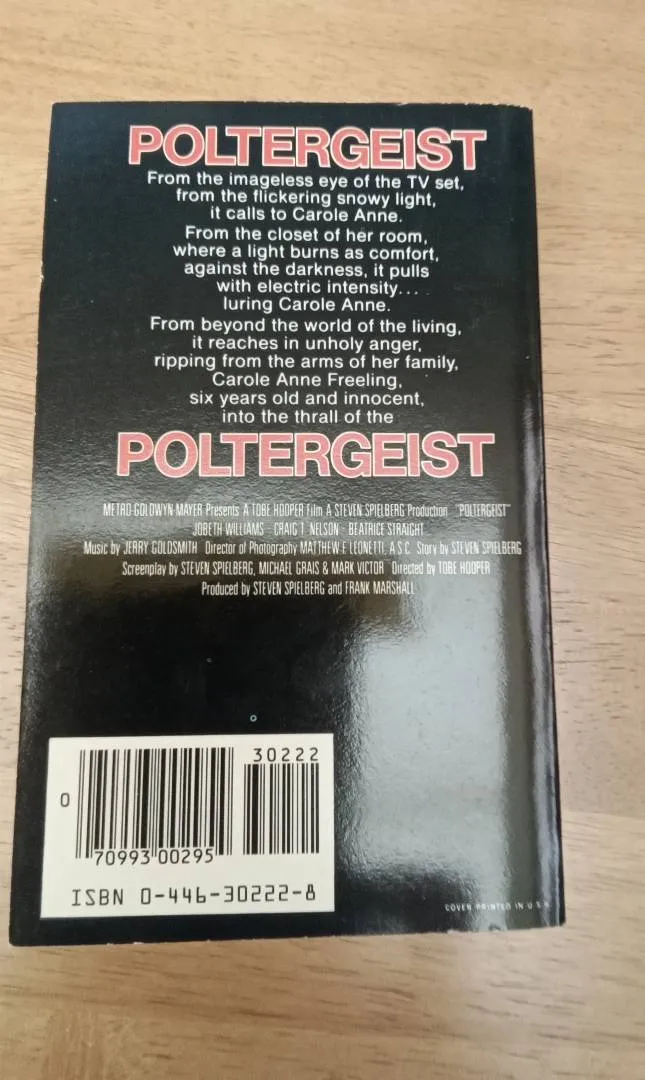 POLTERGEIST
From the imageless eye of the TV set,
from the flickering snowy light,
it calls to Carole Anne.
From the closet of her room,
where a light burns as comfort,
against the darkness, it pulls
with electric intensity...
luring Carole Anne.
From beyond the world of the living,
it reaches in unholy anger,
ripping from the arms of her family,
Carole Anne Freeling,
six years old and innocent,
into the thrall of the
POLTERGEIST
METRO-GOLDWYN-MAYER Presents A TOBE HOOPER Film A STEVEN SPIELBERG Production "POLTERGEIST"
JOBETH WILLIAMS · CRAIG T. NELSON · BEATRICE STRAIGHT
Music by JERRY GOLDSMITH Director of Photography MATTHEW F. LEONETTI, A.S.C. Story by STEVEN SPIELBERG
Screenplay by STEVEN SPIELBERG, MICHAEL GRAIS & MARK VICTOR Directed by TOBE HOOPER
Produced by STEVEN SPIELBERG and FRANK MARSHALL
30222
0
70993 00295
ISBN 0-446-30222-8
COVER PRINTED IN U.S.A.